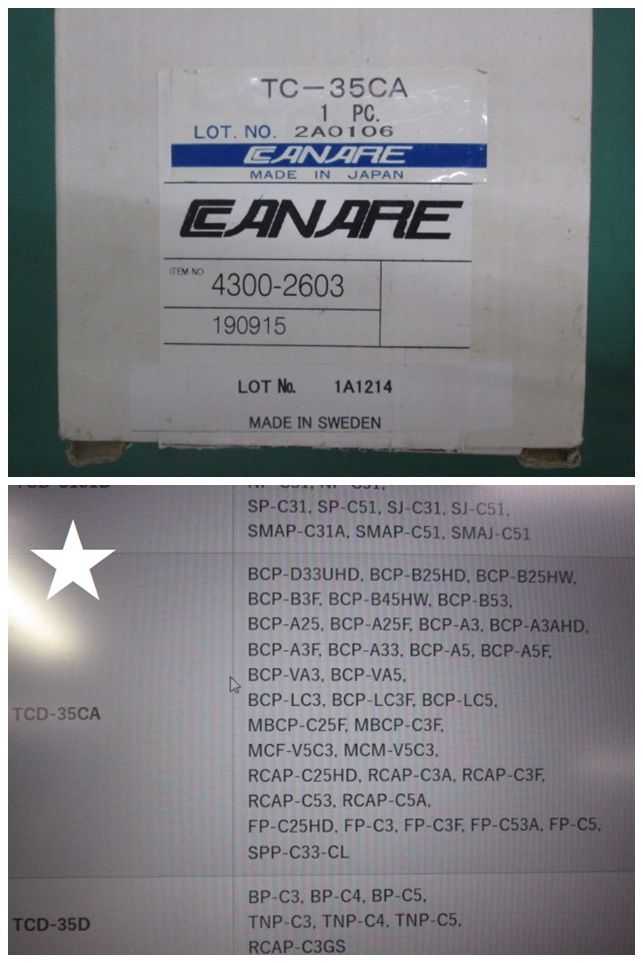 TC-35CA
1 PC.
LOT. NO. 2A0106
CANARE
MADE IN JAPAN
CANARE
ITEM NO 4300-2603
190915
LOT No. 1A1214
MADE IN SWEDEN
SP-C31, SP-C51, SJ-C31, SJ-C51,
SMAP-C31A, SMAP-C51, SMAJ-C51
TCD-35CA
BCP-D33UHD, BCP-B25HD, BCP-B25HW,
BCP-B3F, BCP-B45HW, BCP-B53,
BCP-A25, BCP-A25F, BCP-A3, BCP-A3AHD,
BCP-A3F, BCP-A33, BCP-A5, BCP-A5F,
BCP-VA3, BCP-VA5,
BCP-LC3, BCP-LC3F, BCP-LC5,
MBCP-C25F, MBCP-C3F,
MCF-V5C3, MCM-V5C3,
RCAP-C25HD, RCAP-C3A, RCAP-C3F,
RCAP-C53, RCAP-C5A,
FP-C25HD, FP-C3, FP-C3F, FP-C53A, FP-C5,
SPP-C33-CL
TCD-35D
BP-C3, BP-C4, BP-C5,
TNP-C3, TNP-C4, TNP-C5,
RCAP-C3GS